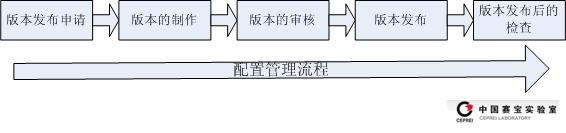 版本发布申请
版本的制作
版本的审核
版本发布
版本发布后的
检查
配置管理流程
中国赛宝实验室
CEPREI LABORATORY
CEPREI